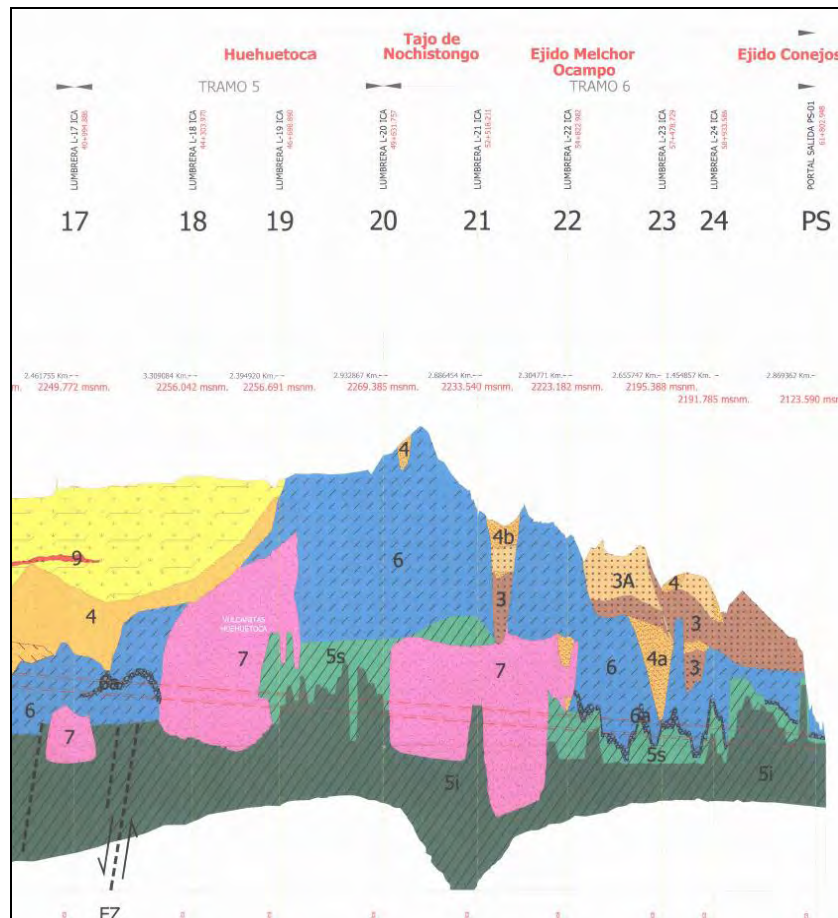 Huehuetoca
Tajo de
Nochistongo
Ejido Melchor
Ocampo
Ejido Conejos
TRAMO 5
TRAMO 6
LUMBRERA L-17 ICA
LUMBRERA L-18 ICA
LUMBRERA L-19 ICA
LUMBRERA L-20 ICA
LUMBRERA L-21 ICA
LUMBRERA L-22 ICA
LUMBRERA L-23 ICA
LUMBRERA L-24 ICA
PORTAL SALIDA PS-01
17 18 19 20 21 22 23 24 PS
2.461755 Km. 3.309084 Km. 2.394920 Km. 2.932867 Km. 2.886454 Km. 2.304771 Km. 2.655747 Km. 1.454857 Km. 2.869362 Km.
m. 2249.772 msnm. 2256.042 msnm. 2256.691 msnm. 2269.385 msnm. 2233.540 msnm. 2223.182 msnm. 2195.388 msnm.
2191.785 msnm. 2123.590 msnm
4
4b
9
6
3A
4
3
4
3
VULCANITAS
HUEHUETOCA
7
5s
7
6
4a
3
6
6a
7
5s
5i
5i
FZ